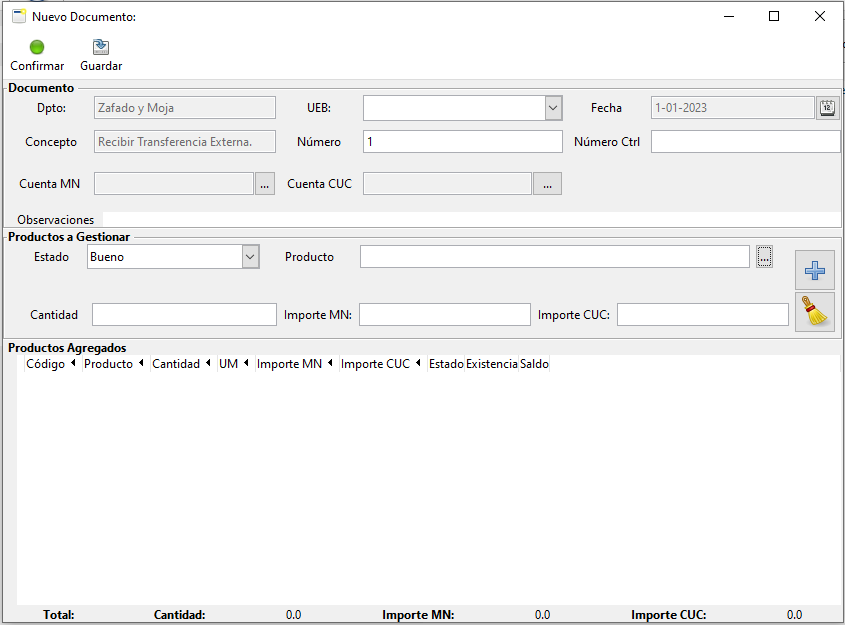 Nuevo Documento:
Confirmar Guardar
Documento
Dpto: Zafado y Moja UEB: Fecha 1-01-2023 12
Concepto Recibir Transferencia Externa. Número 1 Número Ctrl
Cuenta MN ... Cuenta CUC ...
Observaciones
Productos a Gestionar
Estado Bueno Producto ...
Cantidad Importe MN: Importe CUC:
Productos Agregados
Código Producto Cantidad UM Importe MN Importe CUC Estado Existencia Saldo
Total: Cantidad: 0.0 Importe MN: 0.0 Importe CUC: 0.0